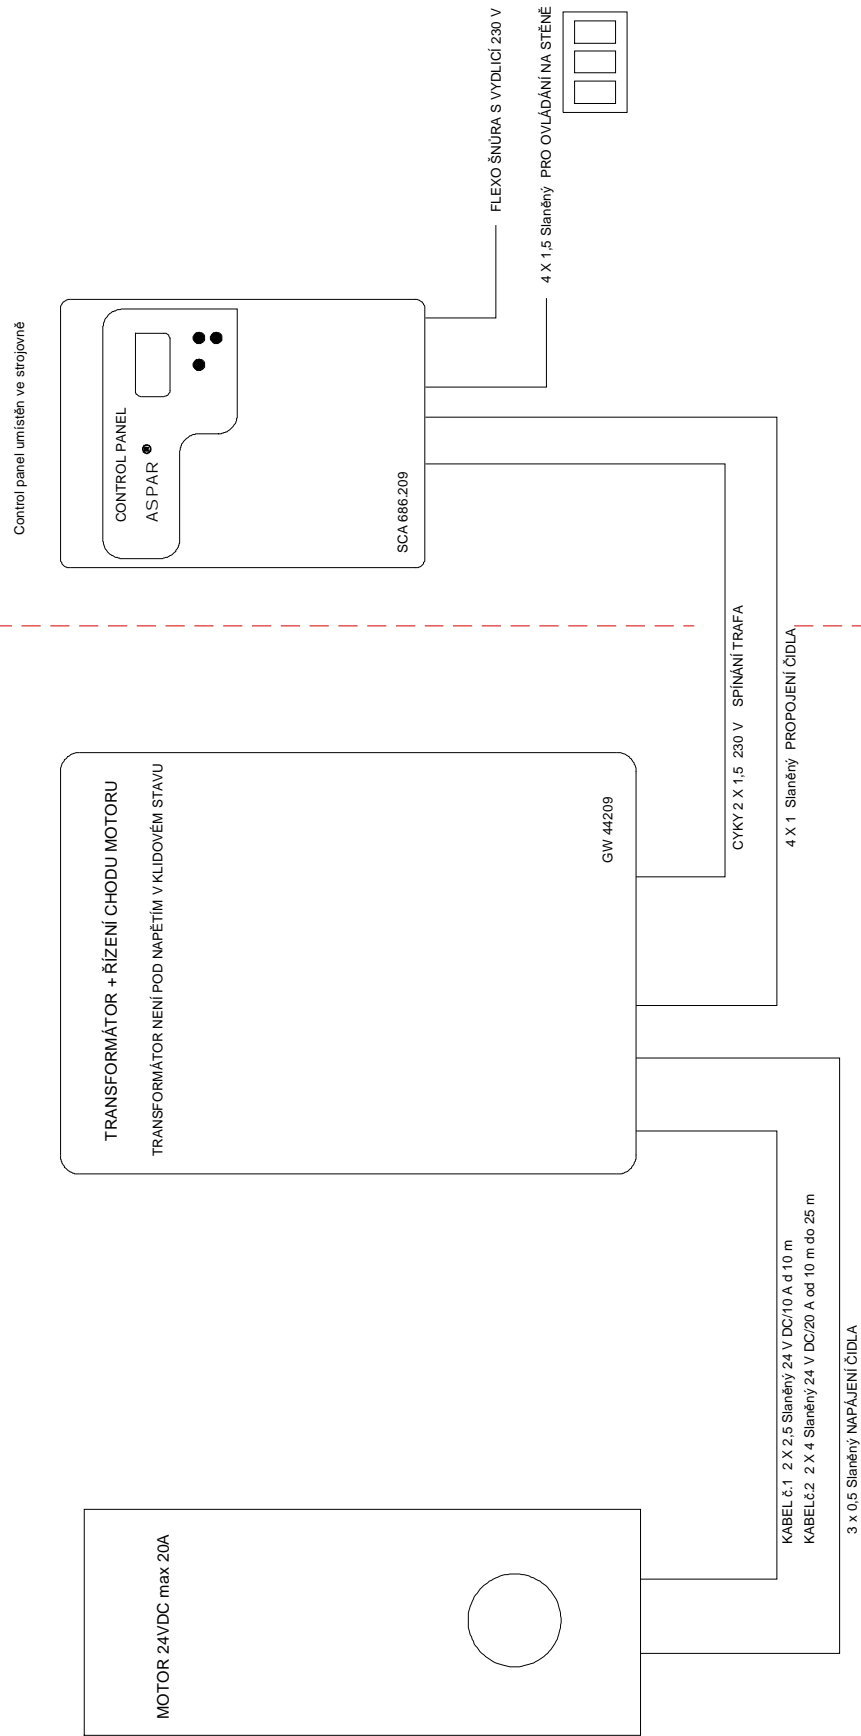 Control panel umístěn ve strojovně
CONTROL PANEL
ASPAR ®
SCA 686.209
FLEXO ŠŇŮRA S VYDLICÍ 230 V
4 X 1,5 Slaněný PRO OVLÁDÁNÍ NA STĚNĚ
TRANSFORMÁTOR + ŘÍZENÍ CHODU MOTORU
TRANSFORMÁTOR NENÍ POD NAPĚTÍM V KLIDOVÉM STAVU
GW 44209
CYKY 2 X 1,5 230 V SPÍNÁNÍ TRAFA
4 X 1 Slaněný PROPOJENÍ ČIDLA
MOTOR 24VDC max 20A
KABEL č.1 2 X 2,5 Slaněný 24 V DC/10 A d 10 m
KABELč.2 2 X 4 Slaněný 24 V DC/20 A od 10 m do 25 m
3 x 0,5 Slaněný NAPÁJENÍ ČIDLA